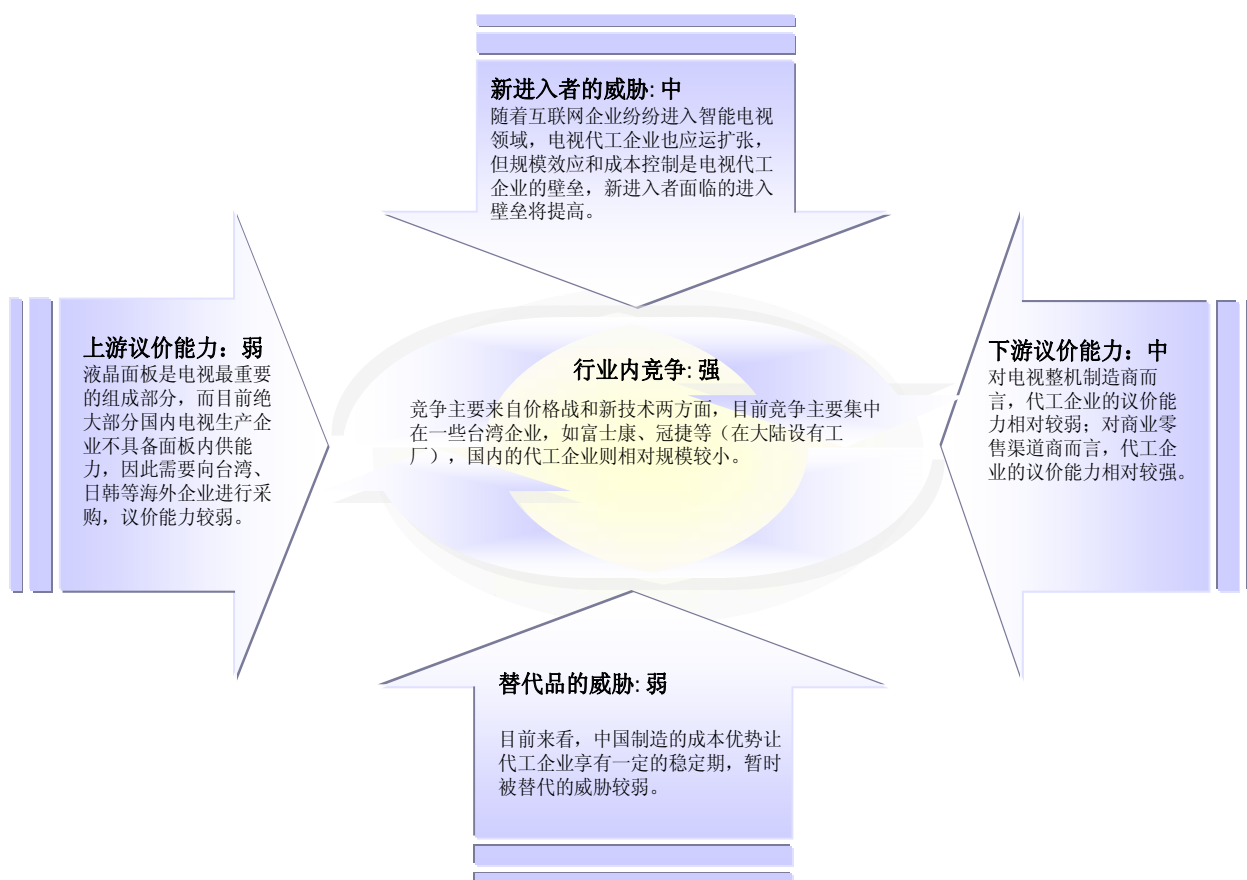 新进入者的威胁: 中
随着互联网企业纷纷进入智能电视
领域，电视代工企业也应运扩张，
但规模效应和成本控制是电视代工
企业的壁垒，新进入者面临的进入
壁垒将提高。
上游议价能力：弱
液晶面板是电视最重要
的组成部分，而目前绝
大部分国内电视生产企
业不具备面板内供能
力，因此需要向台湾、
日韩等海外企业进行采
购，议价能力较弱。
行业内竞争: 强
竞争主要来自价格战和新技术两方面，目前竞争主要集中
在一些台湾企业，如富士康、冠捷等（在大陆设有工
厂），国内的代工企业则相对规模较小。
下游议价能力：中
对电视整机制造商而
言，代工企业的议价能
力相对较弱；对商业零
售渠道商而言，代工企
业的议价能力相对较强。
替代品的威胁: 弱
目前来看，中国制造的成本优势让
代工企业享有一定的稳定期，暂时
被替代的威胁较弱。